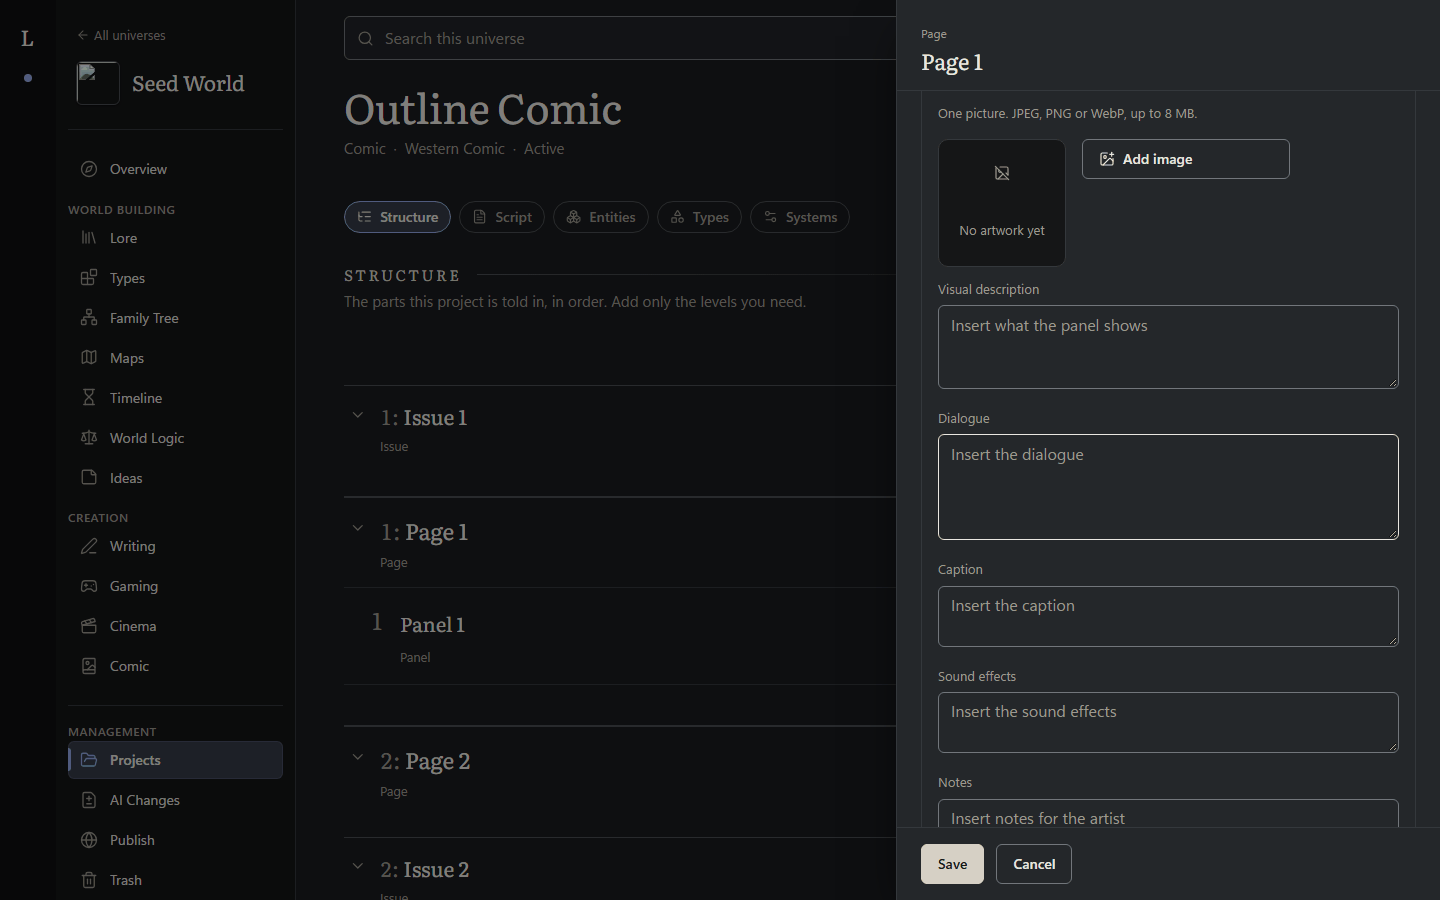 L
All universes
Seed World
Overview
WORLD BUILDING
Lore
Types
Family Tree
Maps
Timeline
World Logic
Ideas
CREATION
Writing
Gaming
Cinema
Comic
MANAGEMENT
Projects
AI Changes
Publish
Trash
Search this universe
Outline Comic
Comic · Western Comic · Active
Structure
Script
Entities
Types
Systems
STRUCTURE
The parts this project is told in, in order. Add only the levels you need.
1: Issue 1
Issue
1: Page 1
Page
1 Panel 1
Panel
2: Page 2
Page
2: Issue 2
Issue
Page
Page 1
One picture. JPEG, PNG or WebP, up to 8 MB.
No artwork yet
Add image
Visual description
Insert what the panel shows
Dialogue
Insert the dialogue
Caption
Insert the caption
Sound effects
Insert the sound effects
Notes
Insert notes for the artist
Save
Cancel